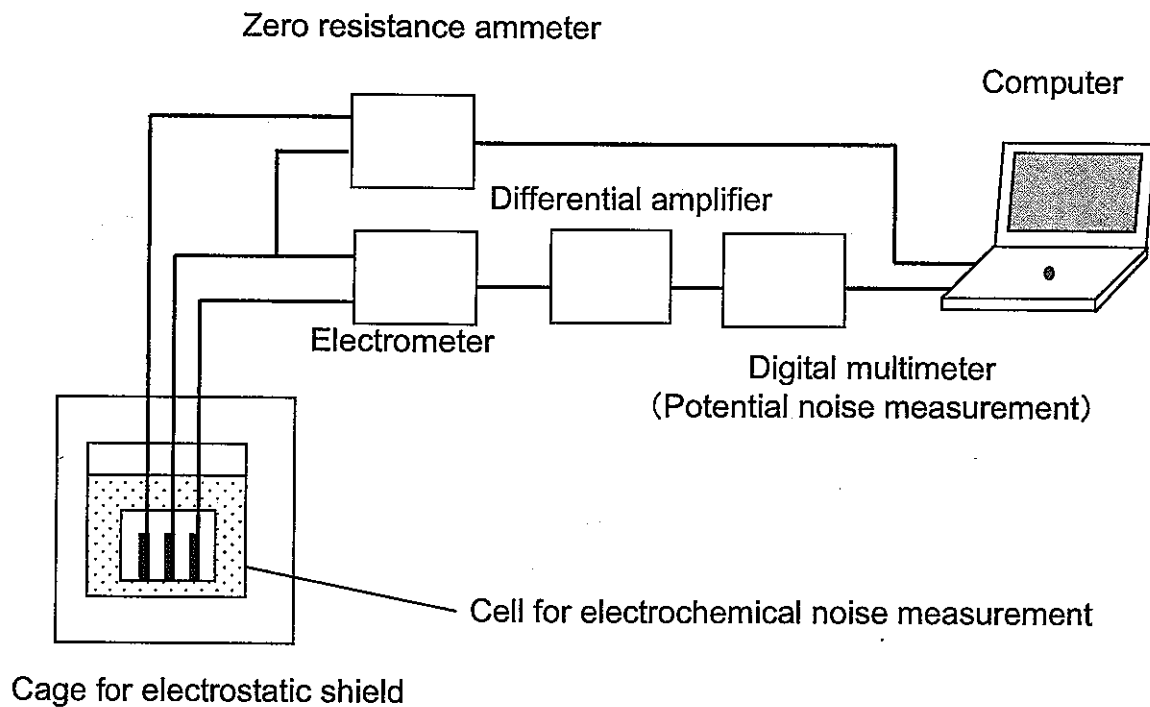 Zero resistance ammeter
Computer
Differential amplifier
Electrometer
Digital multimeter
（Potential noise measurement）
Cell for electrochemical noise measurement
Cage for electrostatic shield